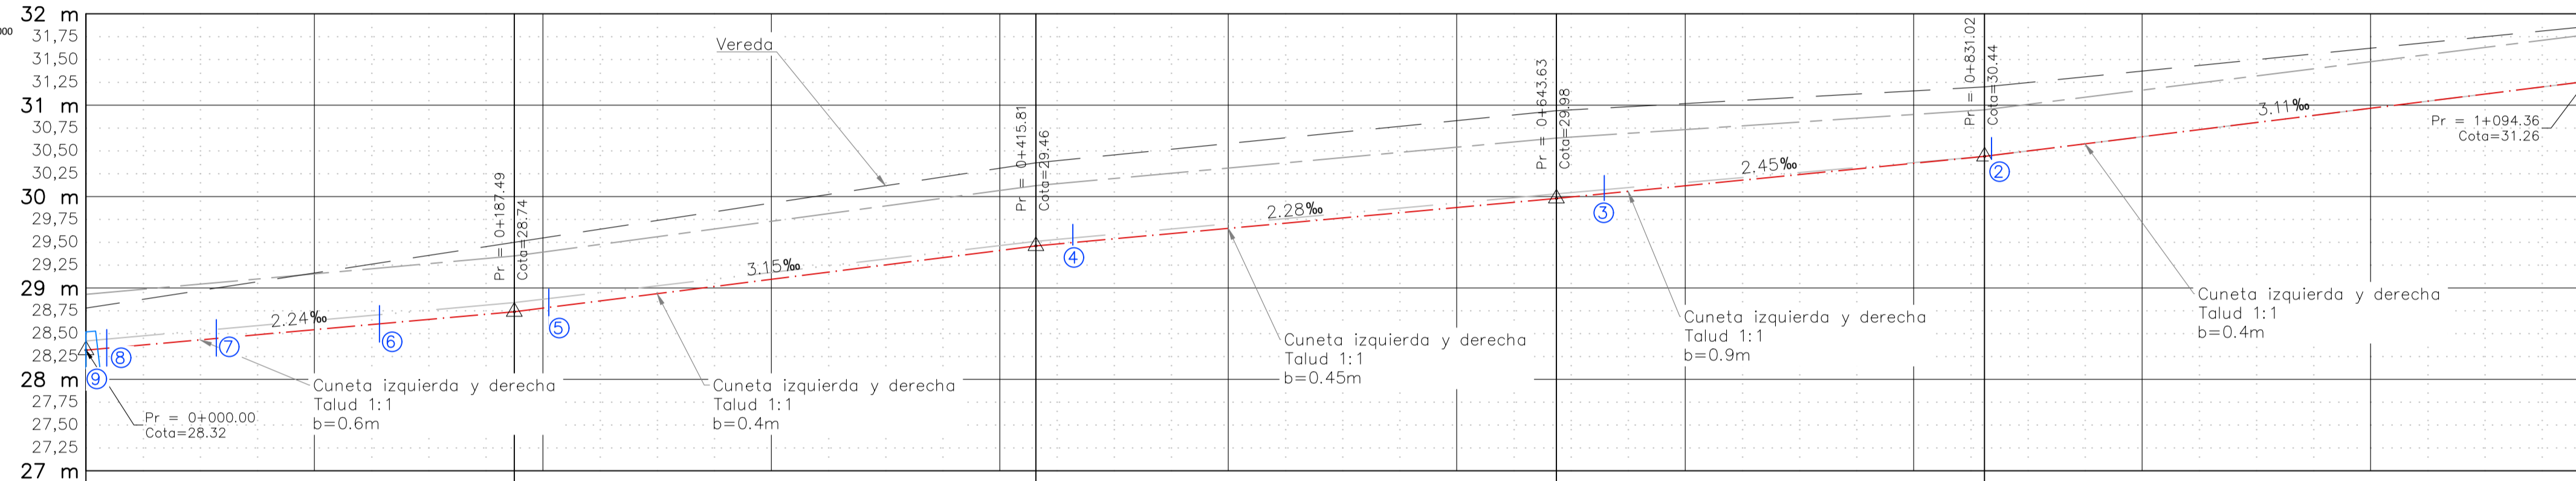 32 m
000
31,75
31,50
31,25
31 m
30,75
30,50
30,25
30 m
29,75
29,50
29,25
29 m
28,75
28,50
28,25
28 m
27,75
27,50
27,25
27 m
Vereda
Pr = 0+187.49
Cota=28.74
Pr = 0+415.81
Cota=29.46
Pr = 0+643.63
Cota=29.98
Pr = 0+831.02
Cota=30.44
Pr = 1+094.36
Cota=31.26
Pr = 0+000.00
Cota=28.32
2.24‰
3.15‰
2.28‰
2.45‰
3.11‰
9
8
7
6
5
4
3
2
Cuneta izquierda y derecha
Talud 1:1
b=0.6m
Cuneta izquierda y derecha
Talud 1:1
b=0.4m
Cuneta izquierda y derecha
Talud 1:1
b=0.45m
Cuneta izquierda y derecha
Talud 1:1
b=0.9m
Cuneta izquierda y derecha
Talud 1:1
b=0.4m